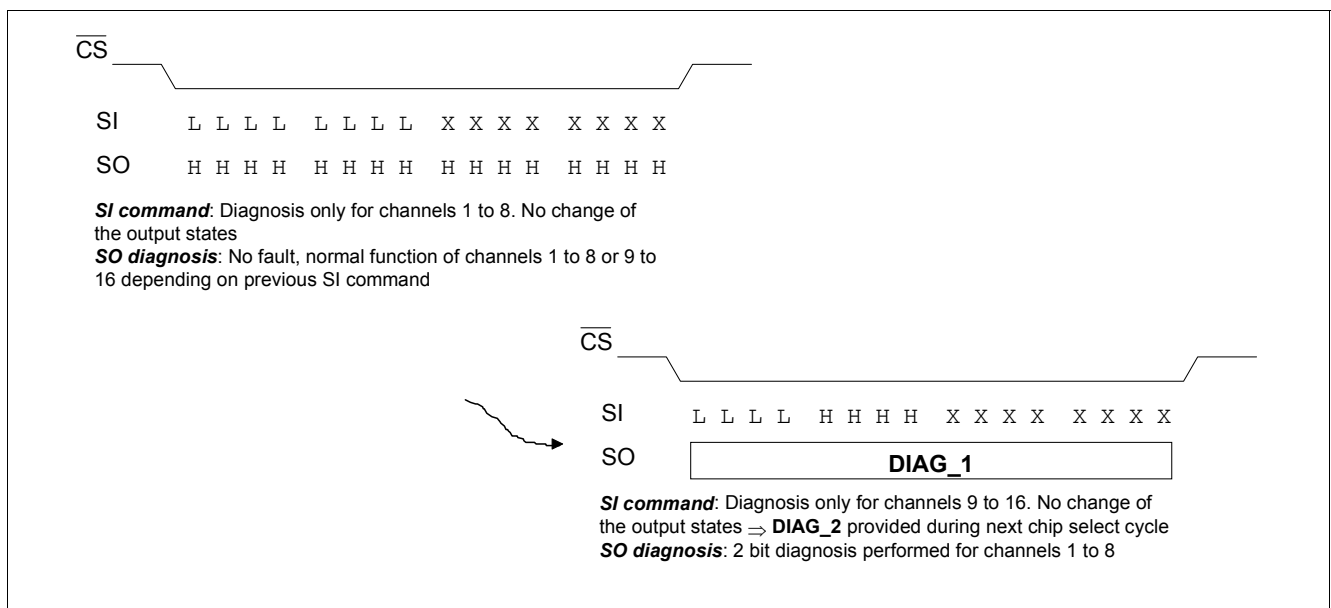 CS
SI L L L L L L L L X X X X X X X X
SO H H H H H H H H H H H H H H H H
SI command: Diagnosis only for channels 1 to 8. No change of
the output states
SO diagnosis: No fault, normal function of channels 1 to 8 or 9 to
16 depending on previous SI command
CS
SI L L L L H H H H X X X X X X X X
SO DIAG_1
SI command: Diagnosis only for channels 9 to 16. No change of
the output states ⇒ DIAG_2 provided during next chip select cycle
SO diagnosis: 2 bit diagnosis performed for channels 1 to 8